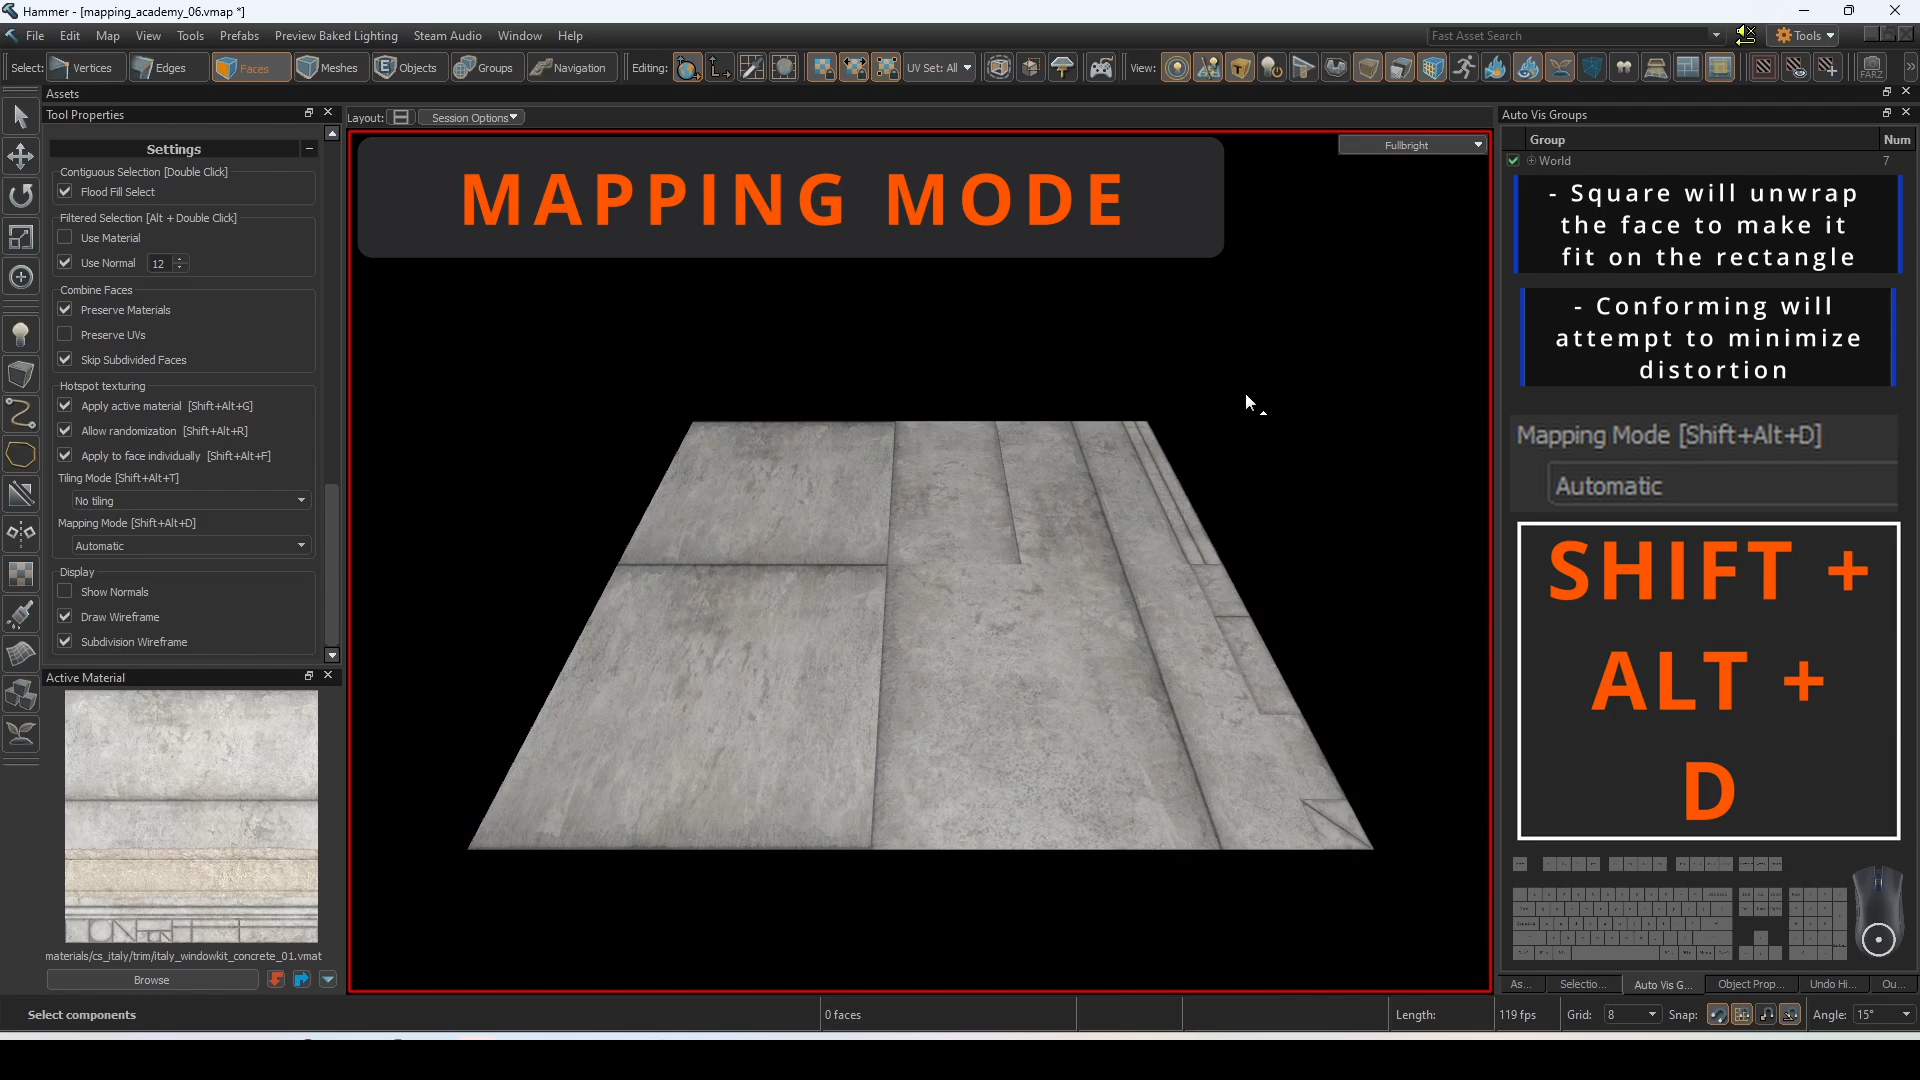 Hammer - [mapping_academy_06.vmap *]
File Edit Map View Tools Prefabs Preview Baked Lighting Steam Audio Window Help
Fast Asset Search
Tools
Select: Vertices Edges Faces Meshes Objects Groups Navigation Editing: UV Set: All View: FARZ
Assets
Tool Properties
Layout: Session Options
Auto Vis Groups
Settings
Contiguous Selection [Double Click]
Flood Fill Select
Filtered Selection [Alt + Double Click]
Use Material
Use Normal 12
Combine Faces
Preserve Materials
Preserve UVs
Skip Subdivided Faces
Hotspot texturing
Apply active material [Shift+Alt+G]
Allow randomization [Shift+Alt+R]
Apply to face individually [Shift+Alt+F]
Tiling Mode [Shift+Alt+T]
No tiling
Mapping Mode [Shift+Alt+D]
Automatic
Display
Show Normals
Draw Wireframe
Subdivision Wireframe
Active Material
materials/cs_italy/trim/italy_windowkit_concrete_01.vmat
Browse
MAPPING MODE
Fullbright
Group Num
World 7
- Square will unwrap
the face to make it
fit on the rectangle
- Conforming will
attempt to minimize
distortion
Mapping Mode [Shift+Alt+D]
Automatic
SHIFT +
ALT +
D
As... Selectio... Auto Vis G... Object Prop... Undo Hi... Ou...
Select components 0 faces Length: 119 fps Grid: 8 Snap: Angle: 15°